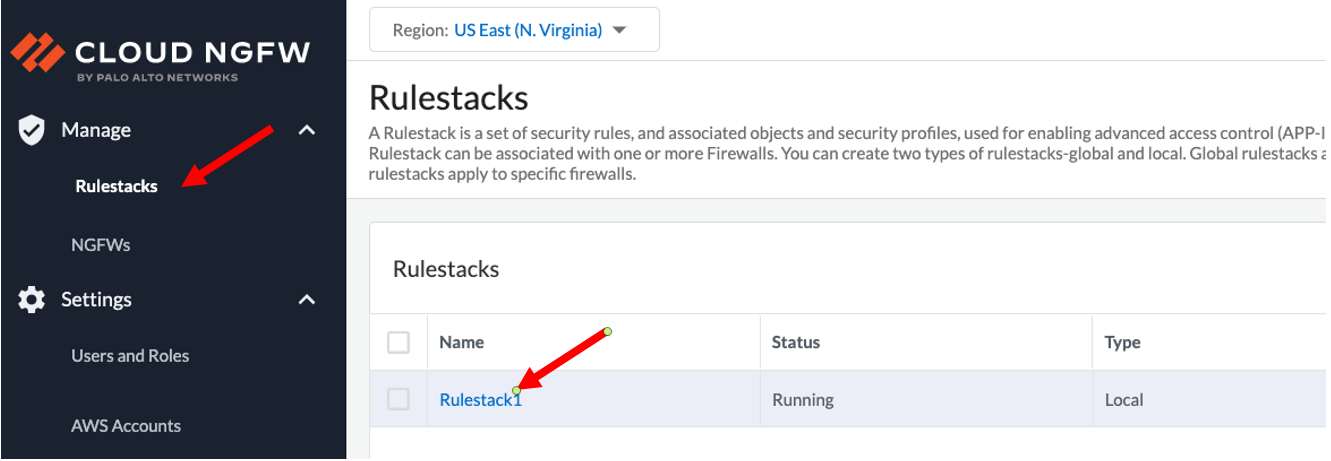 CLOUD NGFW
BY PALO ALTO NETWORKS
Manage
Rulestacks
NGFWs
Settings
Users and Roles
AWS Accounts
Region: US East (N. Virginia)
Rulestacks
A Rulestack is a set of security rules, and associated objects and security profiles, used for enabling advanced access control (APP-I
Rulestack can be associated with one or more Firewalls. You can create two types of rulestacks-global and local. Global rulestacks a
rulestacks apply to specific firewalls.
Rulestacks
Name Status Type
Rulestack1 Running Local